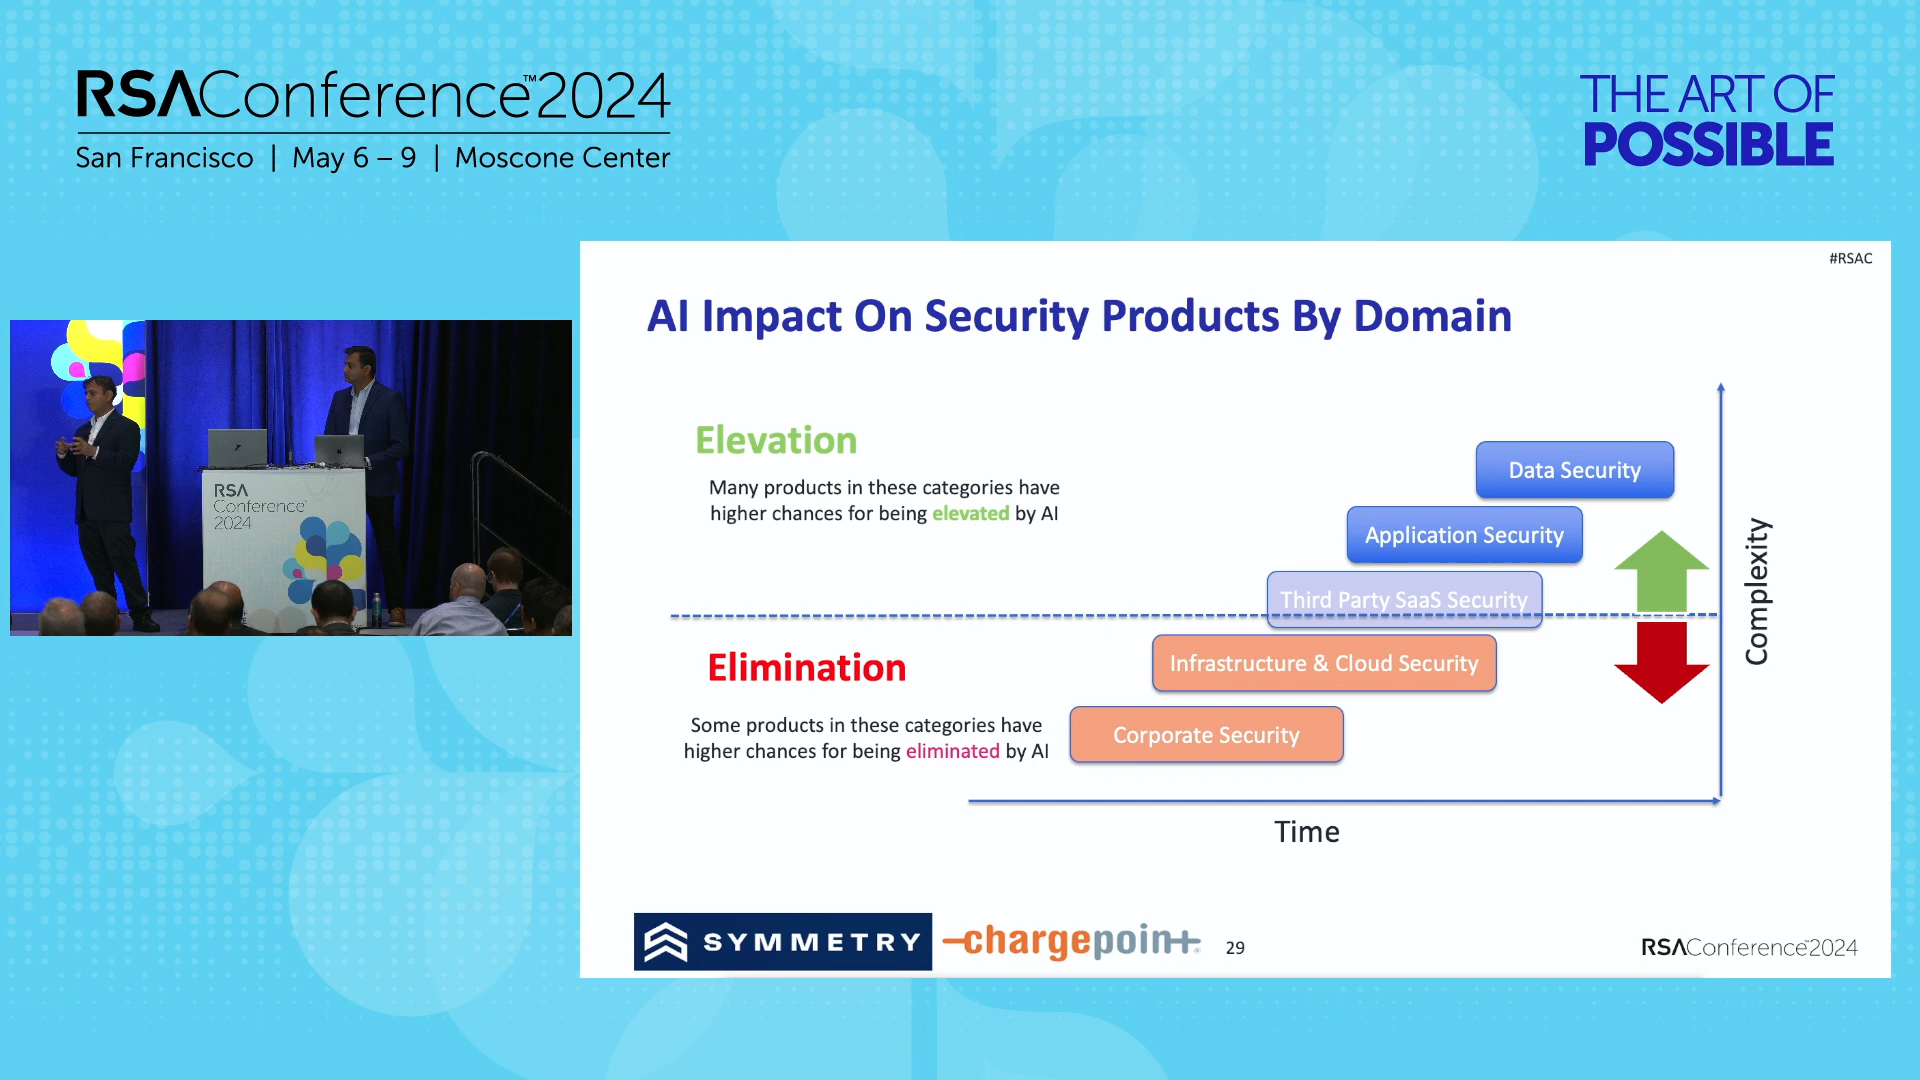 RSAConference™2024
San Francisco | May 6 – 9 | Moscone Center
THE ART OF
POSSIBLE
#RSAC
AI Impact On Security Products By Domain
Elevation
Many products in these categories have
higher chances for being elevated by AI
Data Security
Application Security
Third Party SaaS Security
Infrastructure & Cloud Security
Corporate Security
Complexity
Elimination
Some products in these categories have
higher chances for being eliminated by AI
Time
SYMMETRY
chargepoin+
29
RSAConference™2024
RSA
Conference™
2024